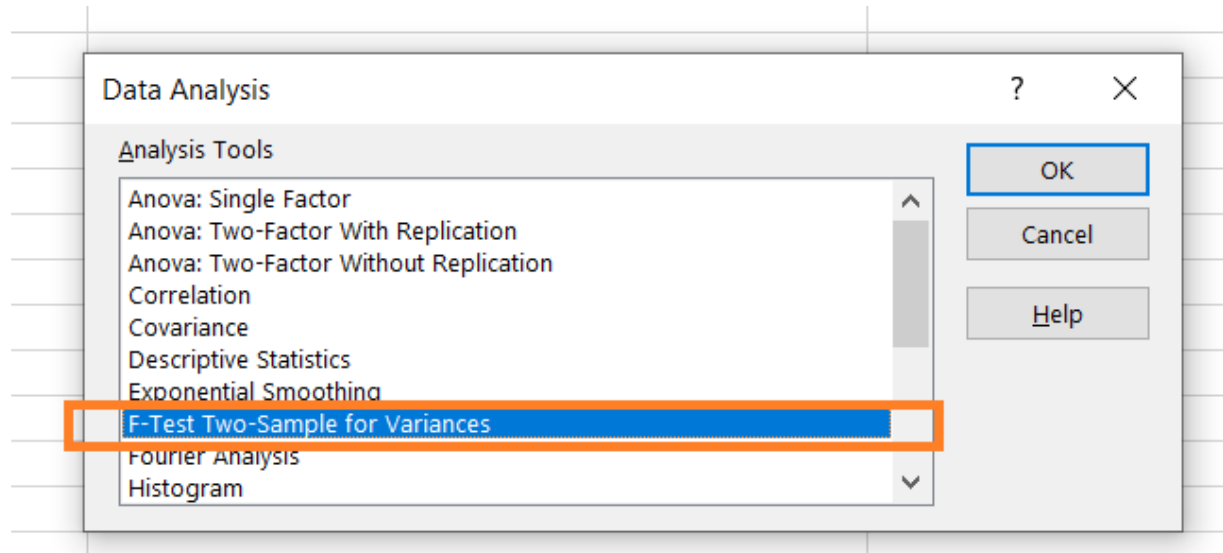 Data Analysis ?
Analysis Tools
Anova: Single Factor
Anova: Two-Factor With Replication
Anova: Two-Factor Without Replication
Correlation
Covariance
Descriptive Statistics
Exponential Smoothing
F-Test Two-Sample for Variances
Fourier Analysis
Histogram
OK
Cancel
Help